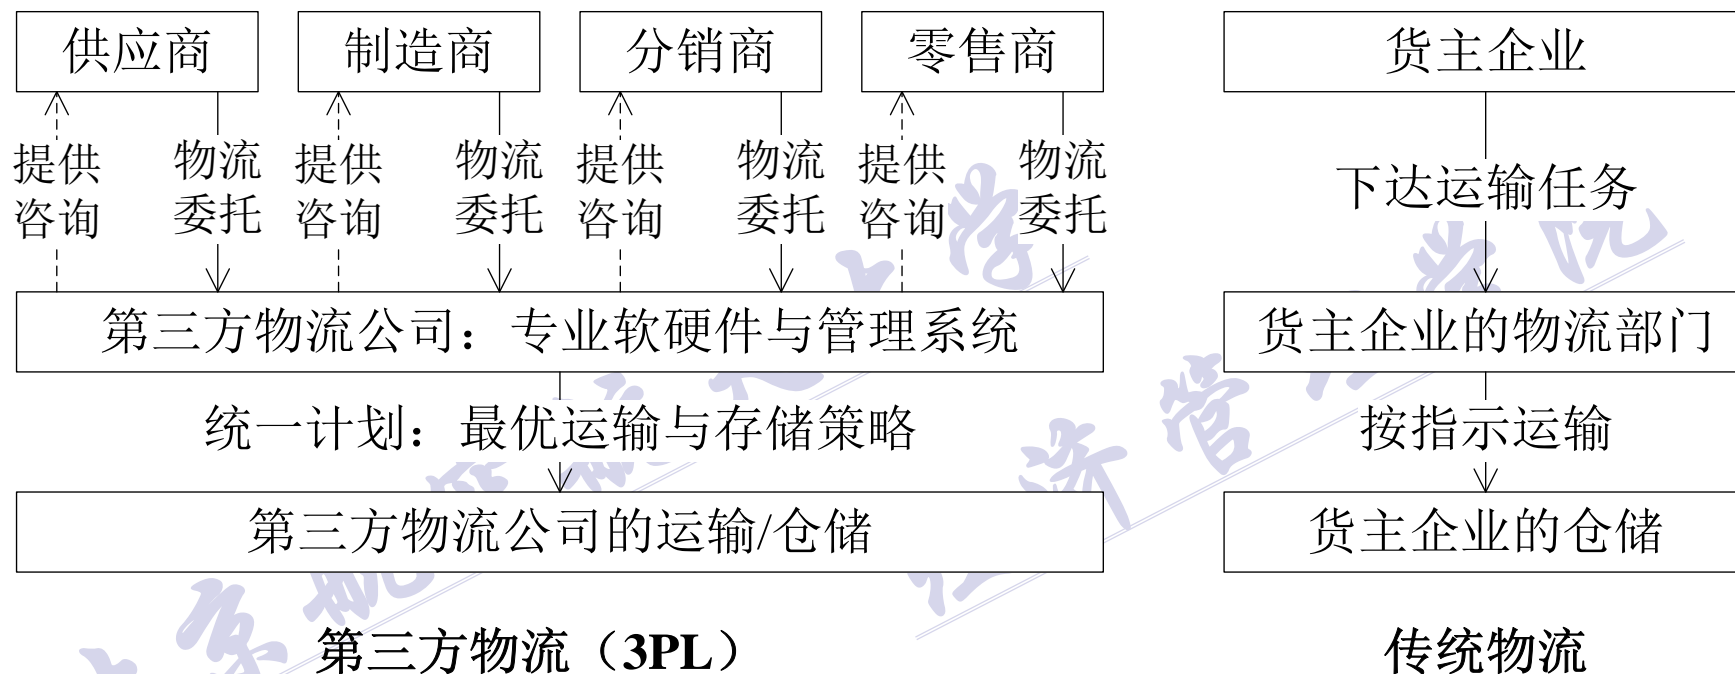 供应商
制造商
分销商
零售商
货主企业
提供
咨询
物流
委托
提供
咨询
物流
委托
提供
咨询
物流
委托
提供
咨询
物流
委托
下达运输任务
第三方物流公司：专业软硬件与管理系统
货主企业的物流部门
统一计划：最优运输与存储策略
按指示运输
第三方物流公司的运输/仓储
货主企业的仓储
第三方物流（3PL）
传统物流